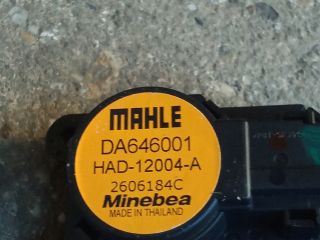 MAHLE
DA646001
HAD-12004-A
2606184C
Minebea
MADE IN THAILAND